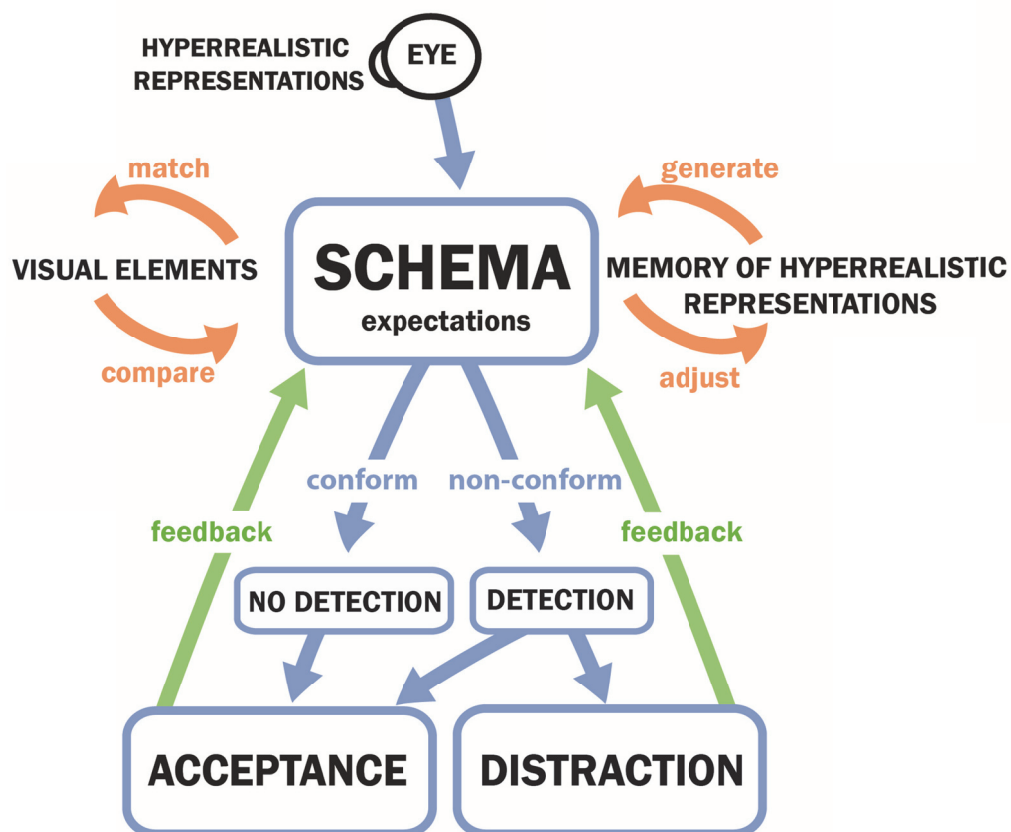 HYPERREALISTIC
REPRESENTATIONS
EYE
match
generate
VISUAL ELEMENTS
SCHEMA
expectations
MEMORY OF HYPERREALISTIC
REPRESENTATIONS
compare
adjust
conform
non-conform
feedback
feedback
NO DETECTION
DETECTION
ACCEPTANCE
DISTRACTION